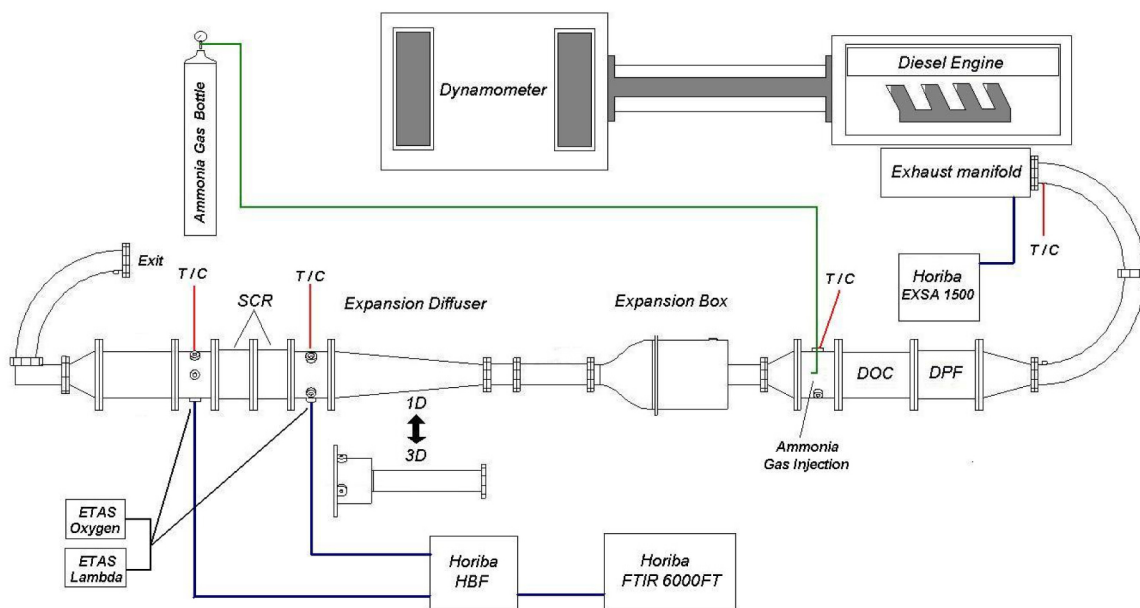 Ammonia Gas Bottle
Dynamometer
Diesel Engine
Exhaust manifold
T / C
Horiba
EXSA 1500
Exit
T / C
SCR
T / C
Expansion Diffuser
Expansion Box
T / C
DOC
DPF
1D
3D
Ammonia
Gas Injection
ETAS
Oxygen
ETAS
Lambda
Horiba
HBF
Horiba
FTIR 6000FT